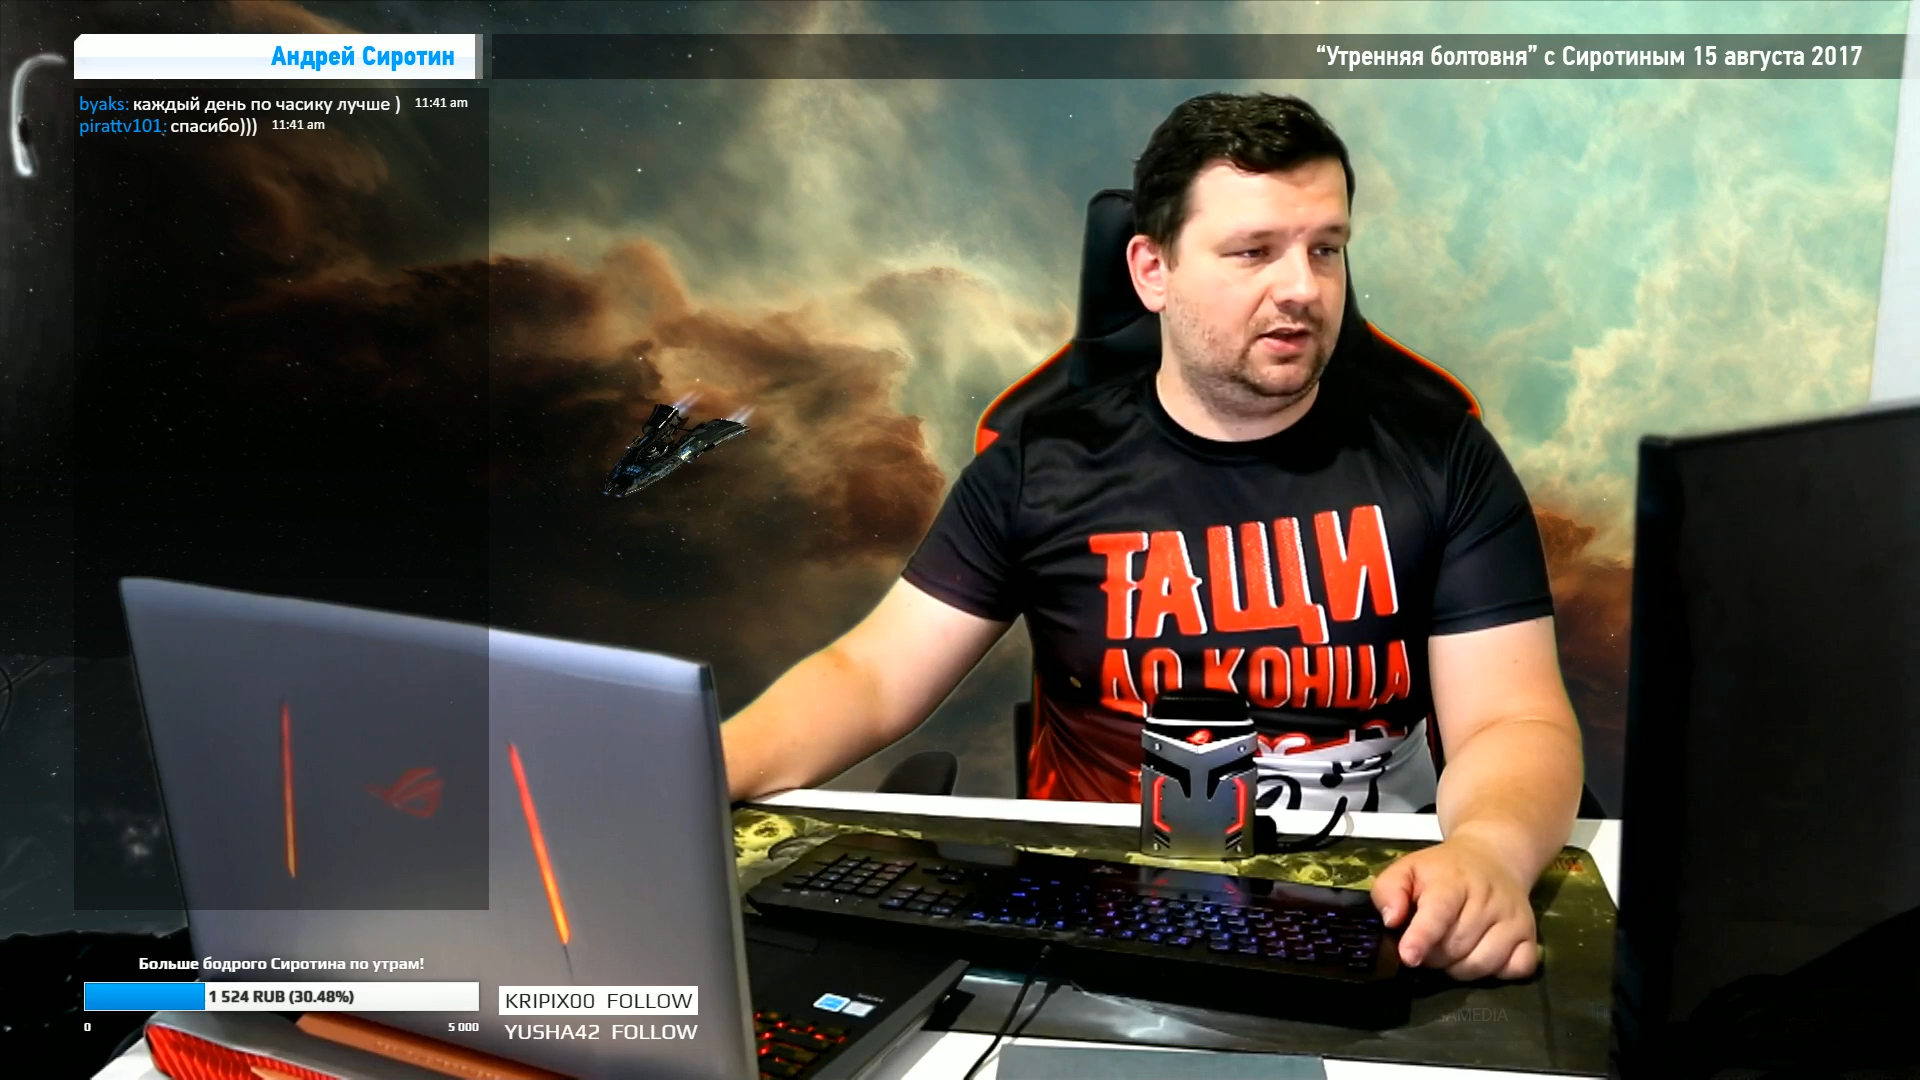 Андрей Сиротин
“Утренняя болтовня” с Сиротиным 15 августа 2017
byaks: каждый день по часику лучше ) 11:41 am
pirattv101: спасибо))) 11:41 am
ТАЩИ
ДО КОНЦА
Больше бодрого Сиротина по утрам!
1 524 RUB (30.48%)
0 5 000
KRIPIX00 FOLLOW
YUSHA42 FOLLOW